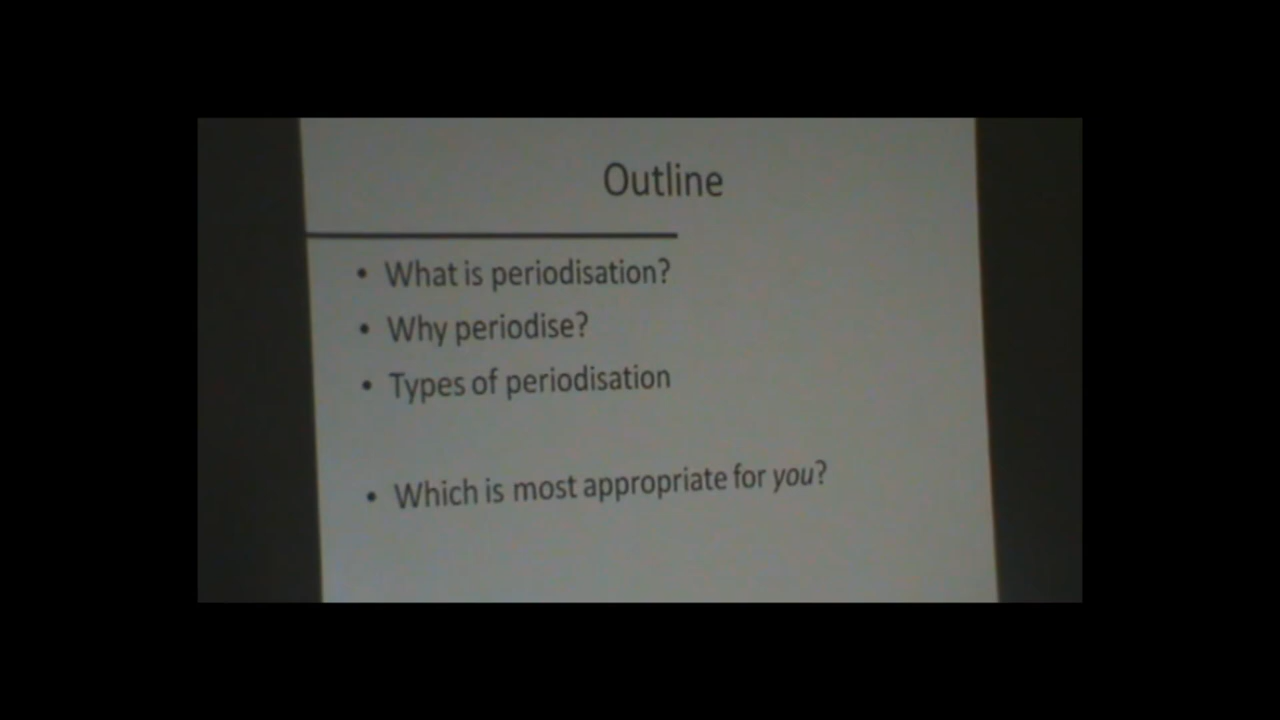 Outline
• What is periodisation?
• Why periodise?
• Types of periodisation
• Which is most appropriate for you?